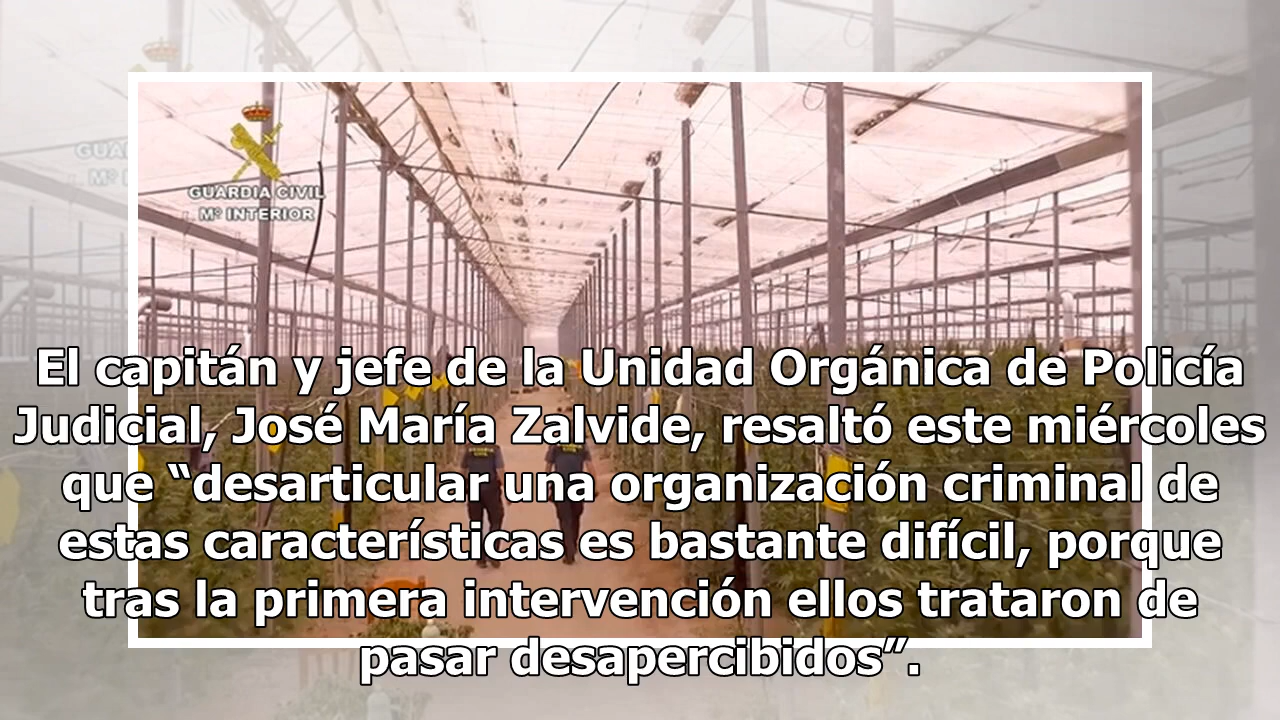 GUARDIA CIVIL
Mº INTERIOR
El capitán y jefe de la Unidad Orgánica de Policía
Judicial, José María Zalvide, resaltó este miércoles
que “desarticular una organización criminal de
estas características es bastante difícil, porque
tras la primera intervención ellos trataron de
pasar desapercibidos”.